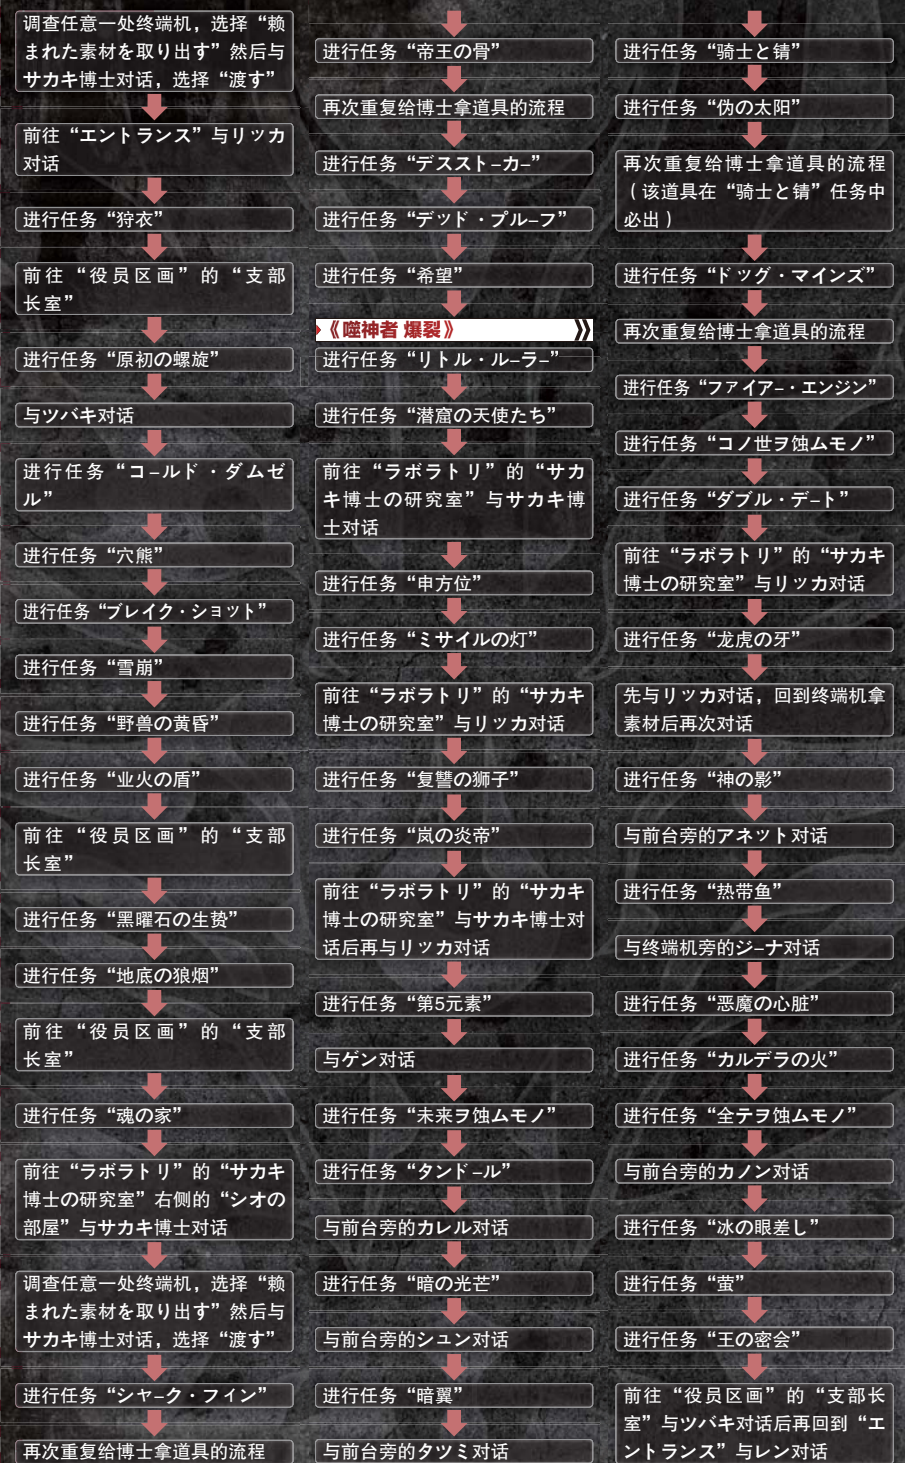 调查任意一处终端机，选择“赖
まれた素材を取り出す”然后与
サカキ博士对话，选择“渡す”
前往“エントランス”与リッカ
对话
进行任务“狩衣”
前往“役员区画”的“支部
长室”
进行任务“原初の螺旋”
与ツバキ对话
进行任务“コールド・ダムゼ
ル”
进行任务“穴熊”
进行任务“ブレイク・ショット”
进行任务“雪崩”
进行任务“野兽の黄昏”
进行任务“业火の盾”
前往“役员区画”的“支部
长室”
进行任务“黑曜石の生贽”
进行任务“地底の狼烟”
前往“役员区画”的“支部
长室”
进行任务“魂の家”
前往“ラボラトリ”的“サカキ
博士の研究室”右侧的“シオの
部屋”与サカキ博士对话
调查任意一处终端机，选择“赖
まれた素材を取り出す”然后与
サカキ博士对话，选择“渡す”
进行任务“シャーク・フィン”
再次重复给博士拿道具的流程
进行任务“帝王の骨”
再次重复给博士拿道具的流程
进行任务“デスストーカー”
进行任务“デッド・プルーフ”
进行任务“希望”
《噬神者 爆裂》
进行任务“リトル・ルーラー”
进行任务“潜窟の天使たち”
前往“ラボラトリ”的“サカ
キ博士の研究室”与サカキ博
士对话
进行任务“申方位”
进行任务“ミサイルの灯”
前往“ラボラトリ”的“サカキ
博士の研究室”与リッカ对话
进行任务“复讐の狮子”
进行任务“岚の炎帝”
前往“ラボラトリ”的“サカキ
博士の研究室”与サカキ博士对
话后再与リッカ对话
进行任务“第5元素”
与ゲン对话
进行任务“未来ヲ蚀ムモノ”
进行任务“タンドール”
与前台旁的カレル对话
进行任务“暗の光芒”
与前台旁的シュン对话
进行任务“暗翼”
与前台旁的タツミ对话
进行任务“骑士と锖”
进行任务“伪の太阳”
再次重复给博士拿道具的流程
（该道具在“骑士と锖”任务中
必出）
进行任务“ドッグ・マインズ”
再次重复给博士拿道具的流程
进行任务“ファイアー・エンジン”
进行任务“コノ世ヲ蚀ムモノ”
进行任务“ダブル・デート”
前往“ラボラトリ”的“サカキ
博士の研究室”与リッカ对话
进行任务“龙虎の牙”
先与リッカ对话，回到终端机拿
素材后再次对话
进行任务“神の影”
与前台旁的アネット对话
进行任务“热带鱼”
与终端机旁的ジーナ对话
进行任务“恶魔の心脏”
进行任务“カルデラの火”
进行任务“全テヲ蚀ムモノ”
与前台旁的カノン对话
进行任务“冰の眼差し”
进行任务“萤”
进行任务“王の密会”
前往“役员区画”的“支部长
室”与ツバキ对话后再回到“エ
ントランス”与レン对话